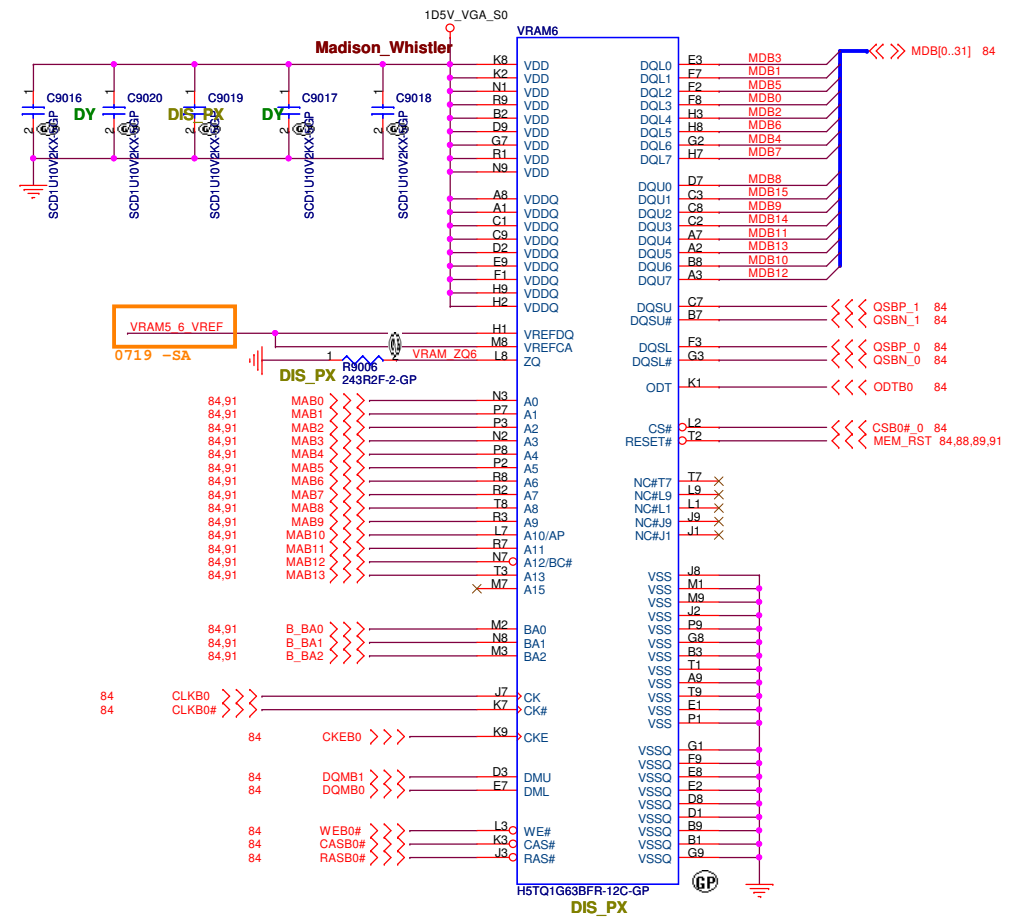 1D5V_VGA_S0
Madison_Whistler
VRAM6
C9016
C9020
C9019
C9017
C9018
DY
DIS_PX
DY
1
2
1
2
1
2
1
2
1
2
SCD1U10V2KX-5GP
SCD1U10V2KX-5GP
SCD1U10V2KX-5GP
SCD1U10V2KX-5GP
SCD1U10V2KX-5GP
K8 VDD
K2 VDD
N1 VDD
R9 VDD
B2 VDD
D9 VDD
G7 VDD
R1 VDD
N9 VDD
A8 VDDQ
A1 VDDQ
C1 VDDQ
C9 VDDQ
D2 VDDQ
E9 VDDQ
F1 VDDQ
H9 VDDQ
H2 VDDQ
VRAM5_6_VREF
0719 -SA
H1 VREFDQ
M8 VREFCA
1 2 VRAM_ZQ6 L8 ZQ
R9006
243R2F-2-GP
DIS_PX
84,91 MAB0 N3 A0
84,91 MAB1 P7 A1
84,91 MAB2 P3 A2
84,91 MAB3 N2 A3
84,91 MAB4 P8 A4
84,91 MAB5 P2 A5
84,91 MAB6 R8 A6
84,91 MAB7 R2 A7
84,91 MAB8 T8 A8
84,91 MAB9 R3 A9
84,91 MAB10 L7 A10/AP
84,91 MAB11 R7 A11
84,91 MAB12 N7 A12/BC#
84,91 MAB13 T3 A13
M7 A15
84,91 B_BA0 M2 BA0
84,91 B_BA1 N8 BA1
84,91 B_BA2 M3 BA2
84 CLKB0 J7 CK
84 CLKB0# K7 CK#
84 CKEB0 K9 CKE
84 DQMB1 D3 DMU
84 DQMB0 E7 DML
84 WEB0# L3 WE#
84 CASB0# K3 CAS#
84 RASB0# J3 RAS#
DQL0 E3 MDB3
DQL1 F7 MDB1
DQL2 F2 MDB5
DQL3 F8 MDB0
DQL4 H3 MDB2
DQL5 H8 MDB6
DQL6 G2 MDB4
DQL7 H7 MDB7
MDB[0..31] 84
DQU0 D7 MDB8
DQU1 C3 MDB15
DQU2 C8 MDB9
DQU3 C2 MDB14
DQU4 A7 MDB11
DQU5 A2 MDB13
DQU6 B8 MDB10
DQU7 A3 MDB12
DQSU C7 QSBP_1 84
DQSU# B7 QSBN_1 84
DQSL F3 QSBP_0 84
DQSL# G3 QSBN_0 84
ODT K1 ODTB0 84
CS# L2 CSB0#_0 84
RESET# T2 MEM_RST 84,88,89,91
NC#T7 T7
NC#L9 L9
NC#L1 L1
NC#J9 J9
NC#J1 J1
VSS J8
VSS M1
VSS M9
VSS J2
VSS P9
VSS G8
VSS B3
VSS T1
VSS A9
VSS T9
VSS E1
VSS P1
VSSQ G1
VSSQ F9
VSSQ E8
VSSQ E2
VSSQ D8
VSSQ D1
VSSQ B9
VSSQ B1
VSSQ G9
H5TQ1G63BFR-12C-GP
GP
DIS_PX